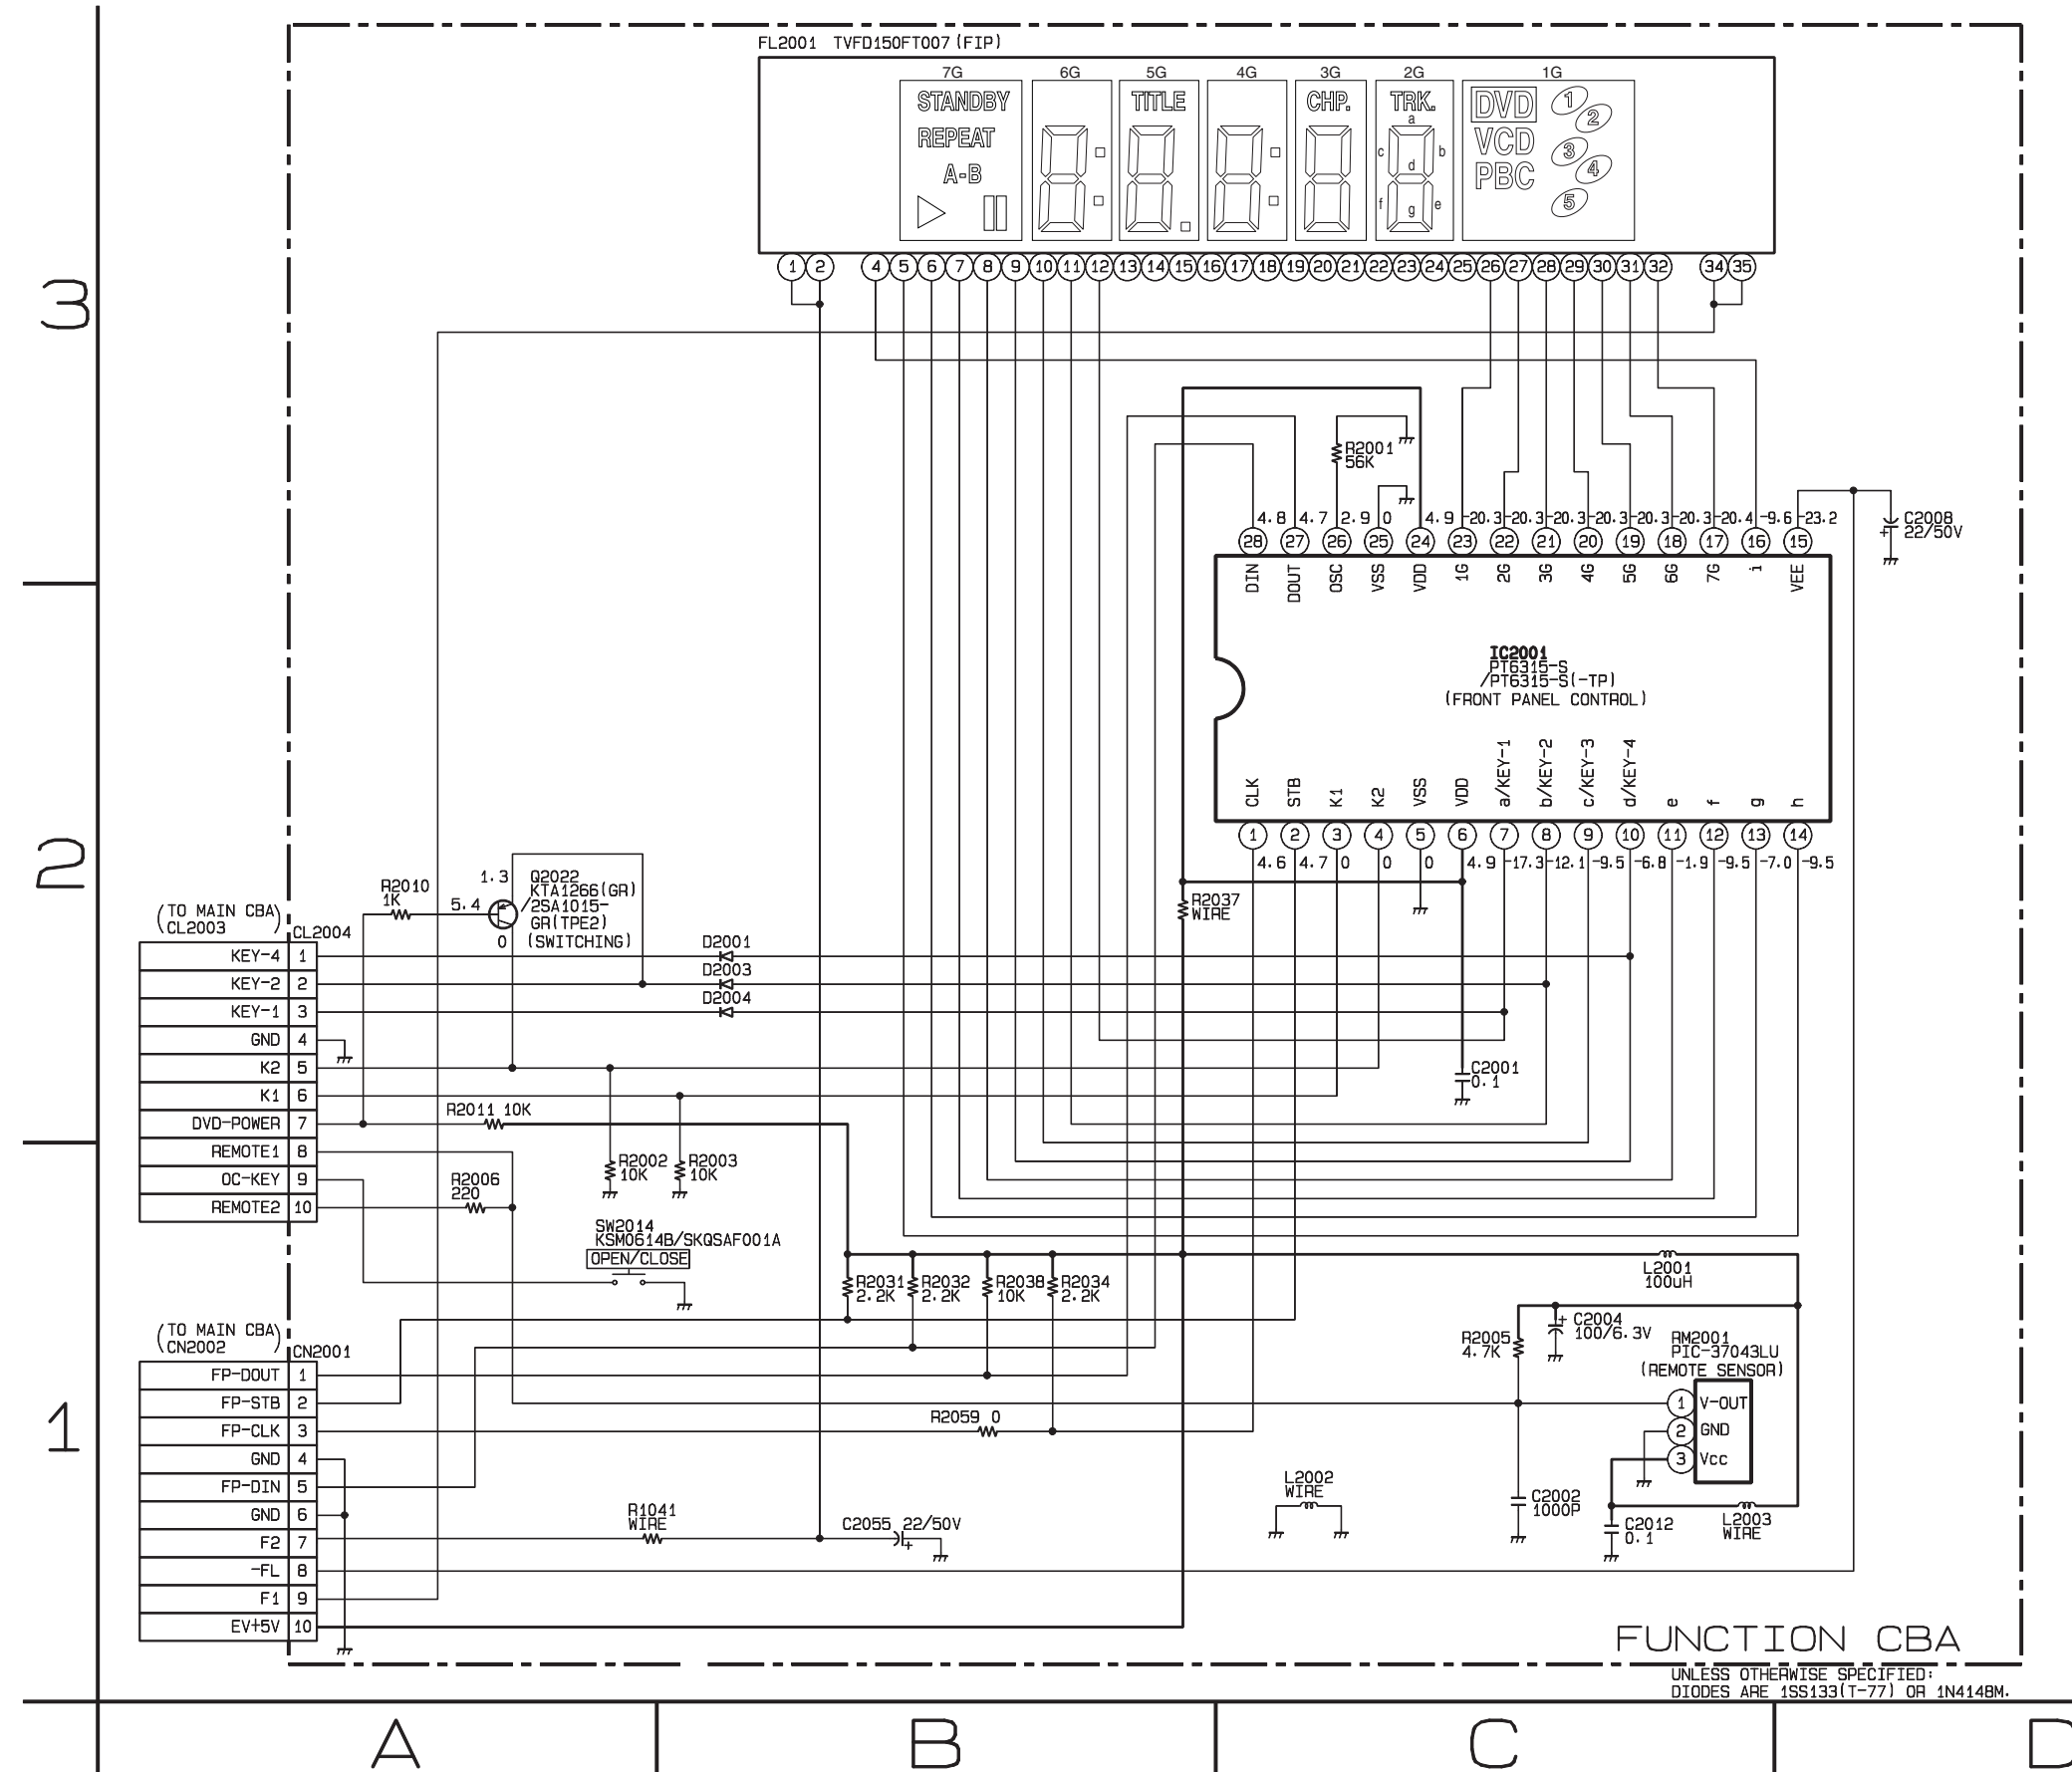 FL2001 TVFD150FT007(FIP)
7G 6G 5G 4G 3G 2G 1G
STANDBY TITLE CHP. TRK. DVD 1
a 2
REPEAT VCD 3
c b
A-B d PBC 4
f g e 5
1 2 4 5 6 7 8 9 10 11 12 13 14 15 16 17 18 19 20 21 22 23 24 25 26 27 28 29 30 31 32 34 35
3
R2001
56K
4.8 4.7 2.9 0 4.9 -20.3 -20.3 -20.3 -20.3 -20.3 -20.3 -20.4 -9.6 -23.2
C2008
22/50V
+
28 27 26 25 24 23 22 21 20 19 18 17 16 15
DIN DOUT OSC VSS VDD 1G 2G 3G 4G 5G 6G 7G i VEE
IC2001
PT6315-S
/PT6315-S(-TP)
(FRONT PANEL CONTROL)
CLK STB K1 K2 VSS VDD a/KEY-1 b/KEY-2 c/KEY-3 d/KEY-4 e f g h
1 2 3 4 5 6 7 8 9 10 11 12 13 14
4.6 4.7 0 0 0 4.9 -17.3 -12.1 -9.5 -6.8 -1.9 -9.5 -7.0 -9.5
2
R2010
1K
1.3
5.4
0
Q2022
KTA1266(GR)
/2SA1015-
GR(TPE2)
(SWITCHING)
R2037
WIRE
(TO MAIN CBA)
CL2003
CL2004
KEY-4 1
KEY-2 2
KEY-1 3
GND 4
K2 5
K1 6
DVD-POWER 7
REMOTE1 8
OC-KEY 9
REMOTE2 10
D2001
D2003
D2004
C2001
0.1
R2011 10K
R2002
10K
R2003
10K
R2006
220
SW2014
KSM0614B/SKQSAF001A
OPEN/CLOSE
R2031
2.2K
R2032
2.2K
R2038
10K
R2034
2.2K
L2001
100uH
1
(TO MAIN CBA)
CN2002
CN2001
FP-DOUT 1
FP-STB 2
FP-CLK 3
GND 4
FP-DIN 5
GND 6
F2 7
-FL 8
F1 9
EV+5V 10
R2005
4.7K
+
C2004
100/6.3V
RM2001
PIC-37043LU
(REMOTE SENSOR)
1 V-OUT
2 GND
3 Vcc
R2059 0
L2002
WIRE
R1041
WIRE
C2055 22/50V
+
C2002
1000P
C2012
0.1
L2003
WIRE
FUNCTION CBA
UNLESS OTHERWISE SPECIFIED:
DIODES ARE 1SS133(T-77) OR 1N4148M.
A B C D